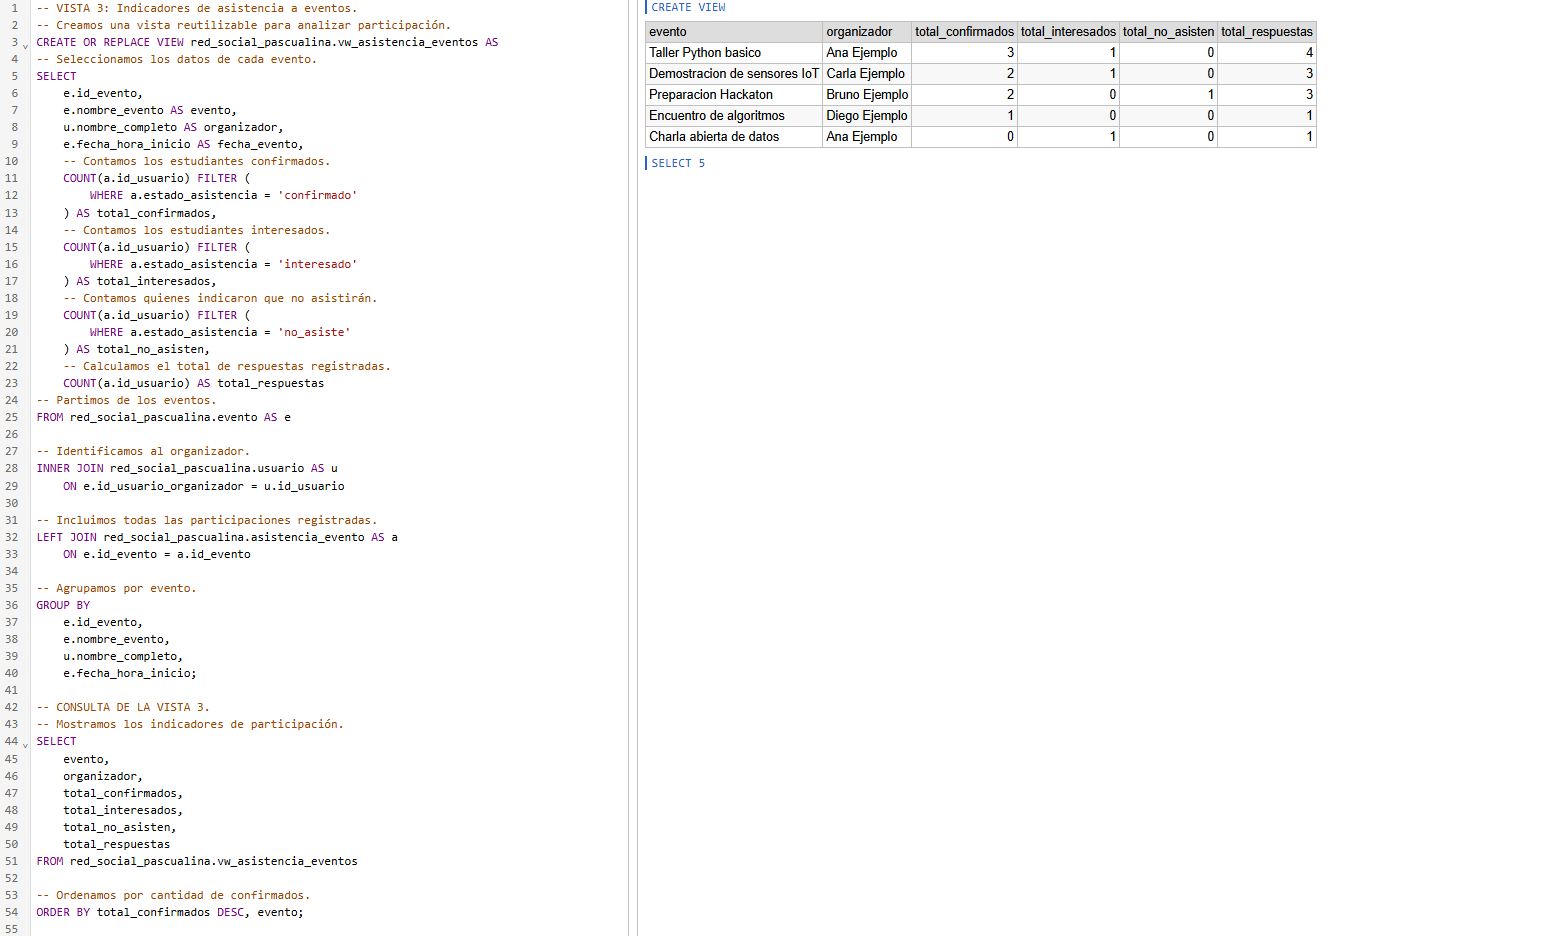 1 -- VISTA 3: Indicadores de asistencia a eventos.
2 -- Creamos una vista reutilizable para analizar participación.
3 CREATE OR REPLACE VIEW red_social_pascualina.vw_asistencia_eventos AS
4 -- Seleccionamos los datos de cada evento.
5 SELECT
6     e.id_evento,
7     e.nombre_evento AS evento,
8     u.nombre_completo AS organizador,
9     e.fecha_hora_inicio AS fecha_evento,
10     -- Contamos los estudiantes confirmados.
11     COUNT(a.id_usuario) FILTER (
12         WHERE a.estado_asistencia = 'confirmado'
13     ) AS total_confirmados,
14     -- Contamos los estudiantes interesados.
15     COUNT(a.id_usuario) FILTER (
16         WHERE a.estado_asistencia = 'interesado'
17     ) AS total_interesados,
18     -- Contamos quienes indicaron que no asistirán.
19     COUNT(a.id_usuario) FILTER (
20         WHERE a.estado_asistencia = 'no_asiste'
21     ) AS total_no_asisten,
22     -- Calculamos el total de respuestas registradas.
23     COUNT(a.id_usuario) AS total_respuestas
24 -- Partimos de los eventos.
25 FROM red_social_pascualina.evento AS e
26
27 -- Identificamos al organizador.
28 INNER JOIN red_social_pascualina.usuario AS u
29     ON e.id_usuario_organizador = u.id_usuario
30
31 -- Incluimos todas las participaciones registradas.
32 LEFT JOIN red_social_pascualina.asistencia_evento AS a
33     ON e.id_evento = a.id_evento
34
35 -- Agrupamos por evento.
36 GROUP BY
37     e.id_evento,
38     e.nombre_evento,
39     u.nombre_completo,
40     e.fecha_hora_inicio;
41
42 -- CONSULTA DE LA VISTA 3.
43 -- Mostramos los indicadores de participación.
44 SELECT
45     evento,
46     organizador,
47     total_confirmados,
48     total_interesados,
49     total_no_asisten,
50     total_respuestas
51 FROM red_social_pascualina.vw_asistencia_eventos
52
53 -- Ordenamos por cantidad de confirmados.
54 ORDER BY total_confirmados DESC, evento;
55
CREATE VIEW
evento organizador total_confirmados total_interesados total_no_asisten total_respuestas
Taller Python basico Ana Ejemplo 3 1 0 4
Demostracion de sensores IoT Carla Ejemplo 2 1 0 3
Preparacion Hackaton Bruno Ejemplo 2 0 1 3
Encuentro de algoritmos Diego Ejemplo 1 0 0 1
Charla abierta de datos Ana Ejemplo 0 1 0 1
SELECT 5